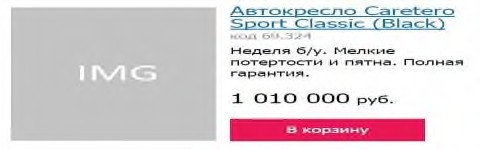 IMG
Автокресло Caretero
Sport Classic (Black)
код 69.324
Неделя б/у. Мелкие
потертости и пятна. Полная
гарантия.
1 010 000 руб.
В корзину